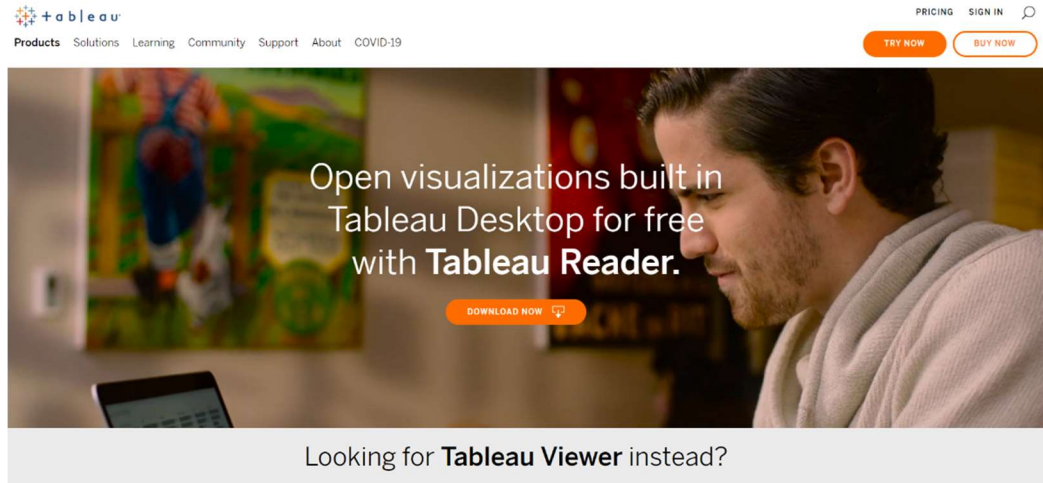 + a b | e a u
PRICING SIGN IN
Products Solutions Learning Community Support About COVID-19
TRY NOW BUY NOW
Open visualizations built in
Tableau Desktop for free
with Tableau Reader.
DOWNLOAD NOW
Looking for Tableau Viewer instead?